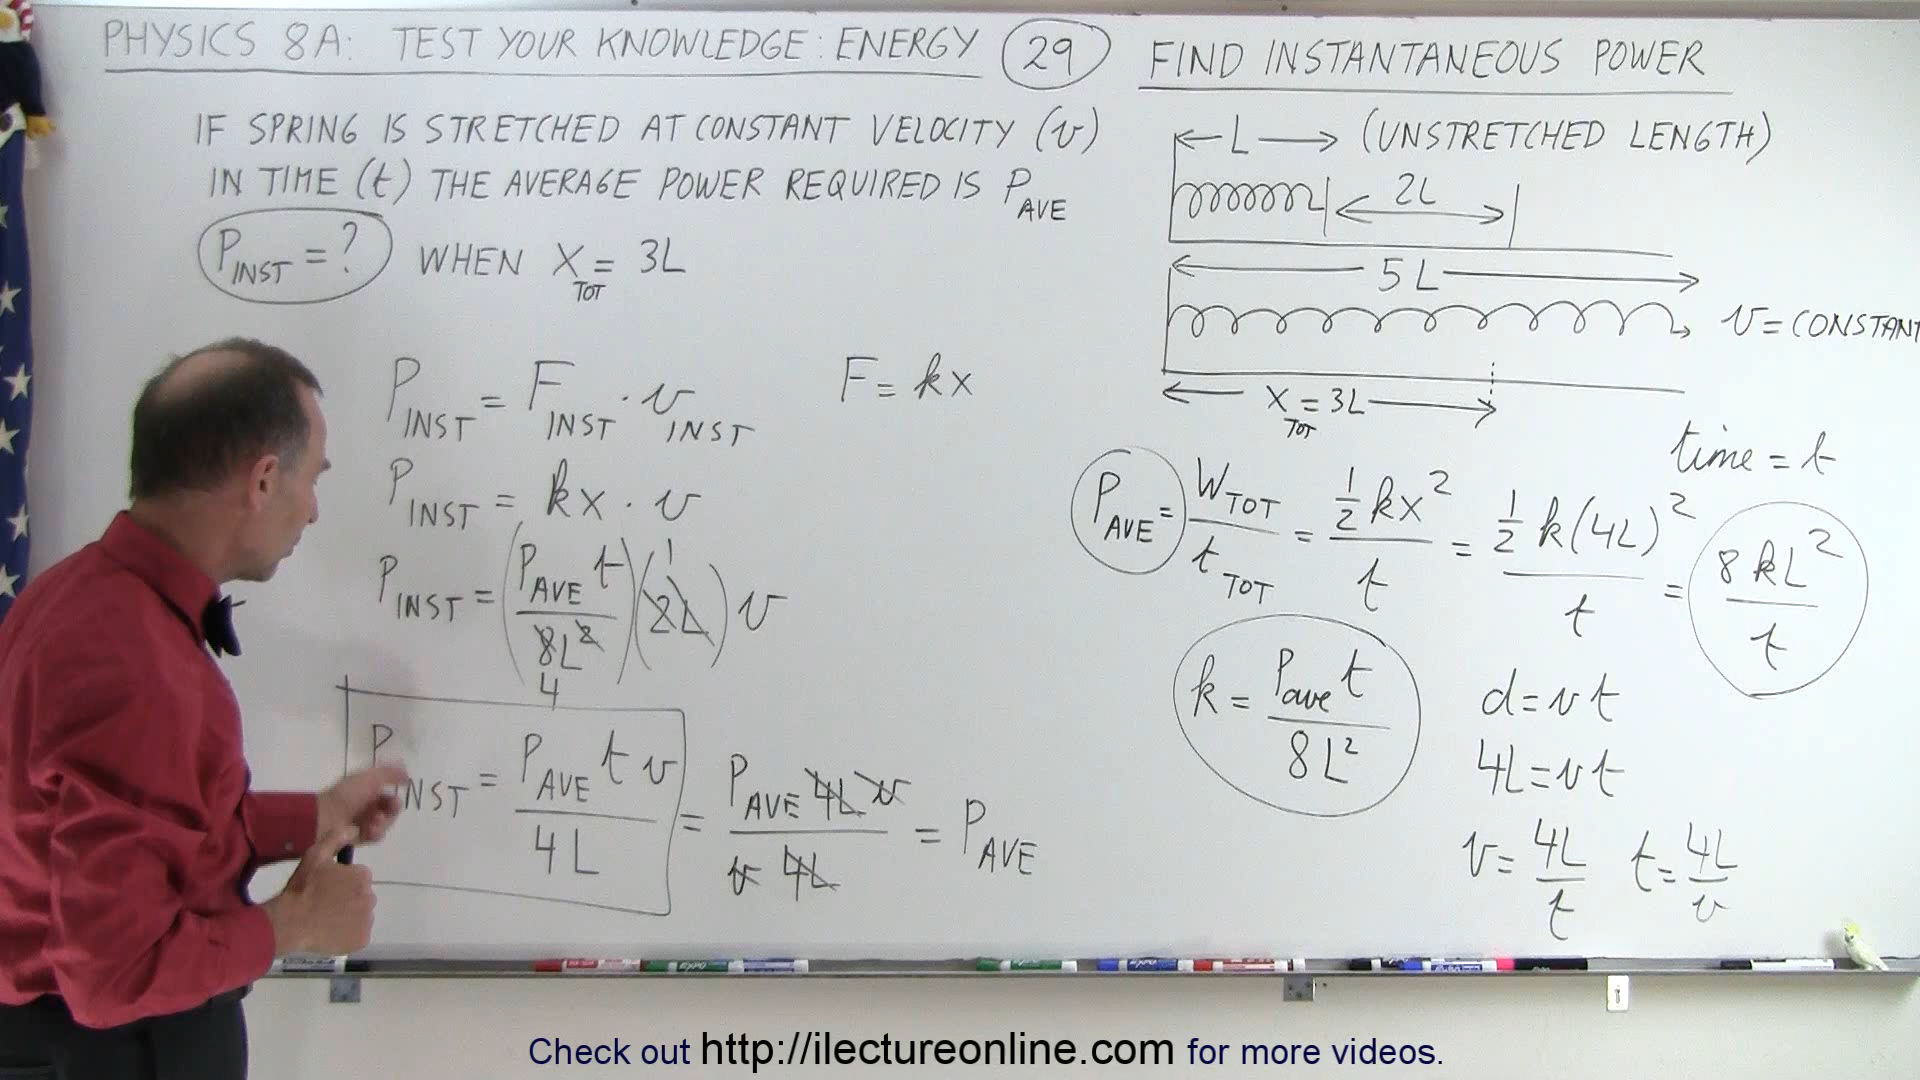 PHYSICS 8A: TEST YOUR KNOWLEDGE: ENERGY 29 FIND INSTANTANEOUS POWER
IF SPRING IS STRETCHED AT CONSTANT VELOCITY (v)
IN TIME (t) THE AVERAGE POWER REQUIRED IS P_AVE
P_INST = ? WHEN X_TOT = 3L
P_INST = F_INST · v_INST F = kx
P_INST = kx · v
P_INST = (P_AVE t / 8L²)(2L) v
1
4
P_INST = P_AVE t v / 4L = P_AVE 4L v / v 4L = P_AVE
L (UNSTRETCHED LENGTH)
2L
5L
v = CONSTANT
X_TOT = 3L
time = t
P_AVE = W_TOT / t_TOT = ½kx² / t = ½k(4L)² / t = 8kL² / t
k = P_ave t / 8L²
d = vt
4L = vt
v = 4L / t t = 4L / v
EXPO EXPO
Check out http://ilectureonline.com for more videos.